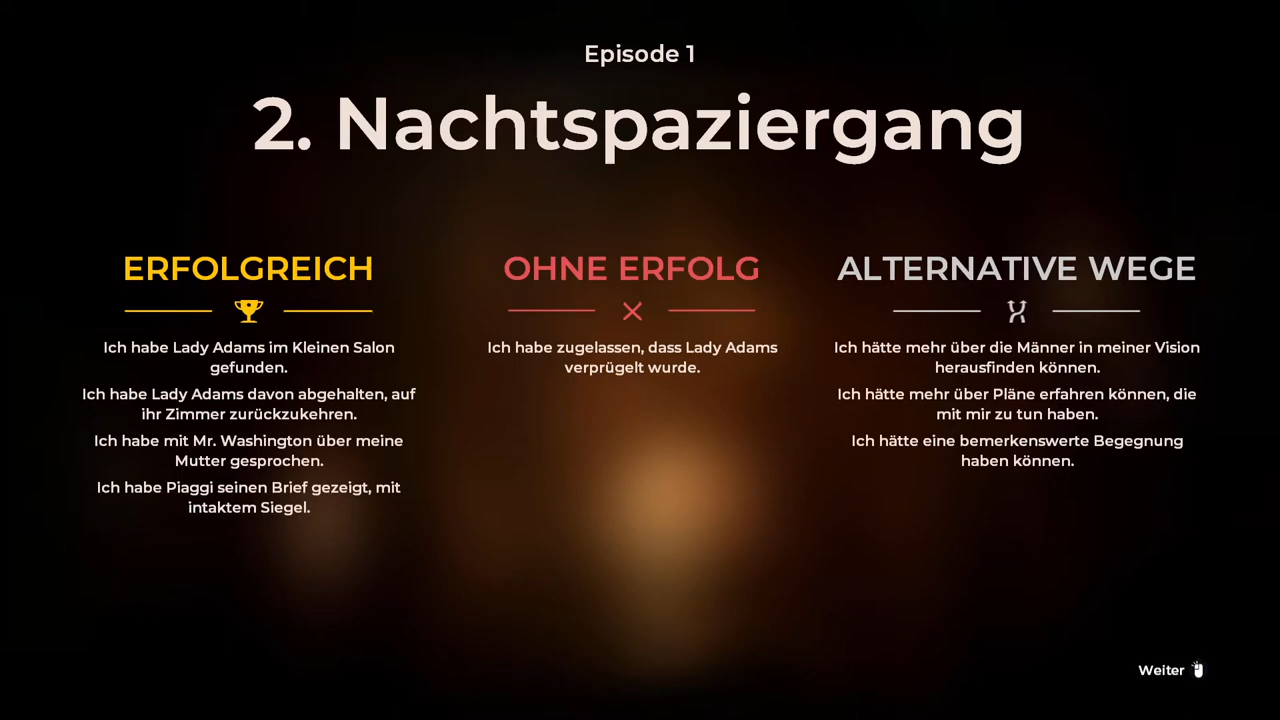 Episode 1
2. Nachtspaziergang
ERFOLGREICH
Ich habe Lady Adams im Kleinen Salon
gefunden.
Ich habe Lady Adams davon abgehalten, auf
ihr Zimmer zurückzukehren.
Ich habe mit Mr. Washington über meine
Mutter gesprochen.
Ich habe Piaggi seinen Brief gezeigt, mit
intaktem Siegel.
OHNE ERFOLG
Ich habe zugelassen, dass Lady Adams
verprügelt wurde.
ALTERNATIVE WEGE
Ich hätte mehr über die Männer in meiner Vision
herausfinden können.
Ich hätte mehr über Pläne erfahren können, die
mit mir zu tun haben.
Ich hätte eine bemerkenswerte Begegnung
haben können.
Weiter